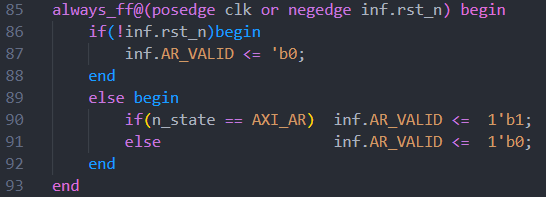 85 always_ff@(posedge clk or negedge inf.rst_n) begin
86     if(!inf.rst_n)begin
87         inf.AR_VALID <= 'b0;
88     end
89     else begin
90         if(n_state == AXI_AR)  inf.AR_VALID <=  1'b1;
91         else                   inf.AR_VALID <=  1'b0;
92     end
93 end